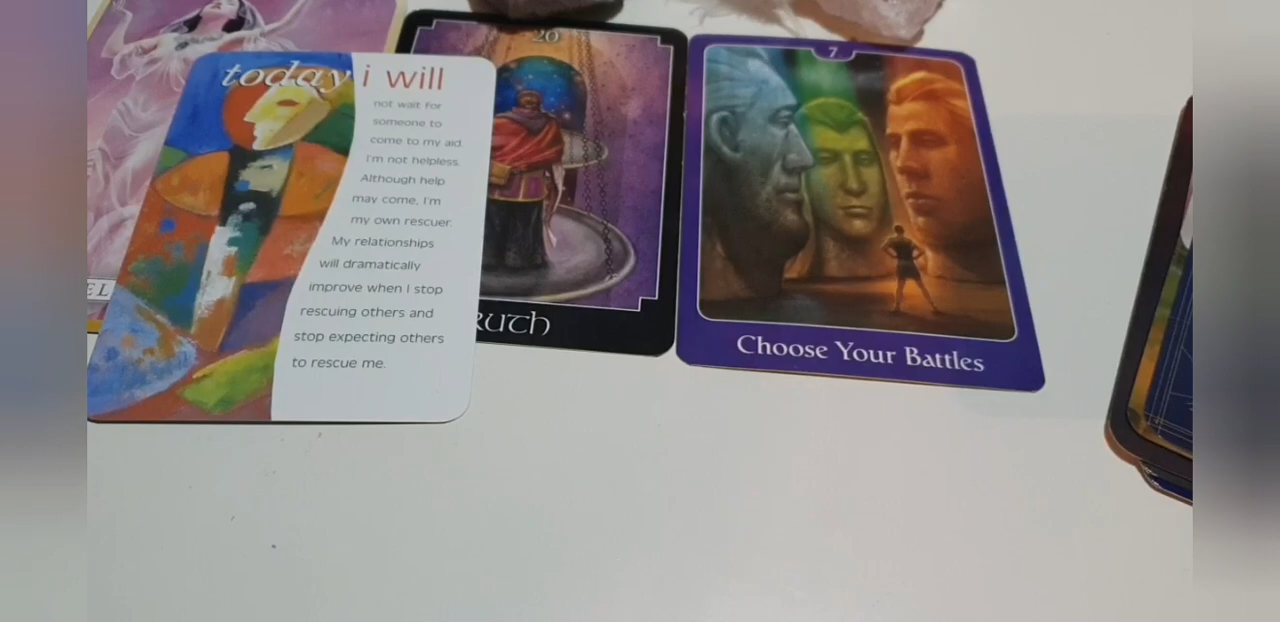 today i will
not wait for
someone to
come to my aid.
I'm not helpless.
Although help
may come, I'm
my own rescuer.
My relationships
will dramatically
improve when I stop
rescuing others and
stop expecting others
to rescue me.
EL
20
RUTH
7
Choose Your Battles